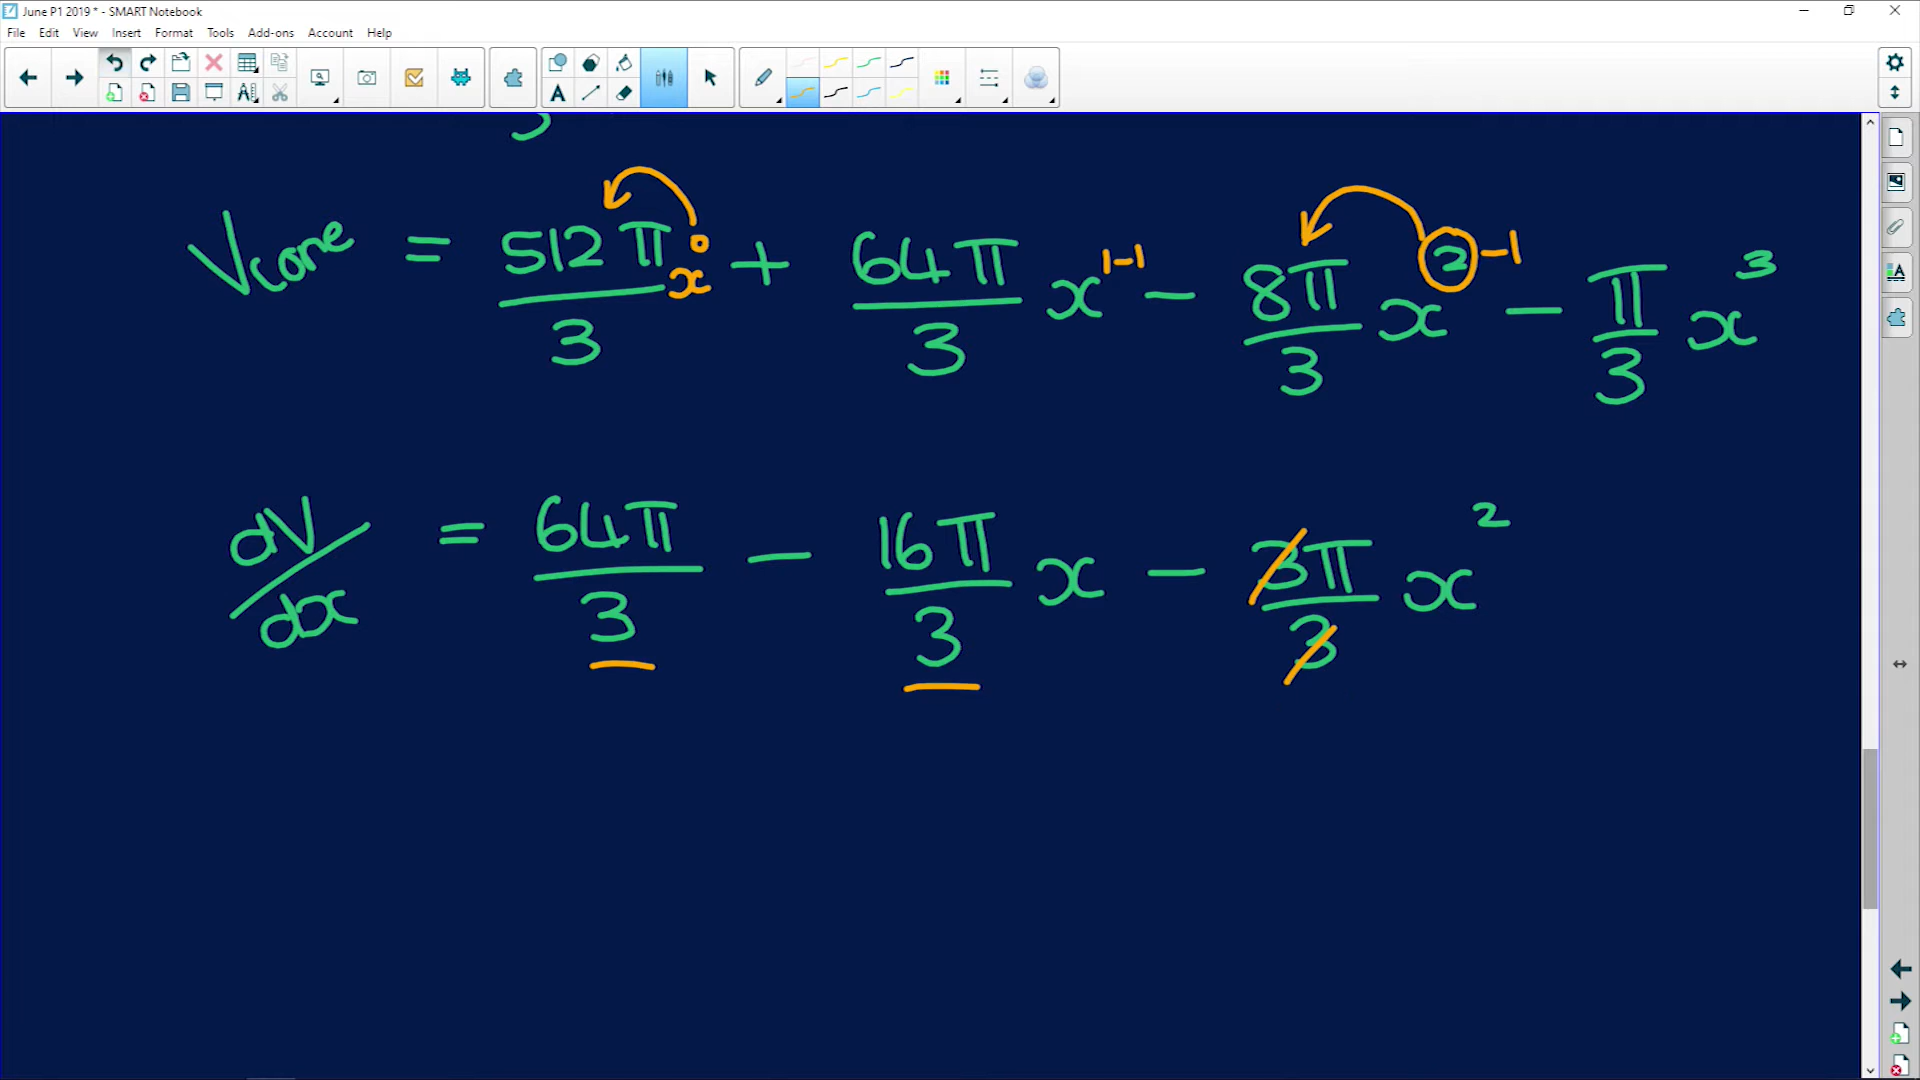 June P1 2019 * - SMART Notebook
File Edit View Insert Format Tools Add-ons Account Help
Vcone = 512π/3 x⁰ + 64π/3 x¹⁻¹ - 8π/3 x² -1 - π/3 x³
dV/dx = 64π/3 - 16π/3 x - 3π/3 x²